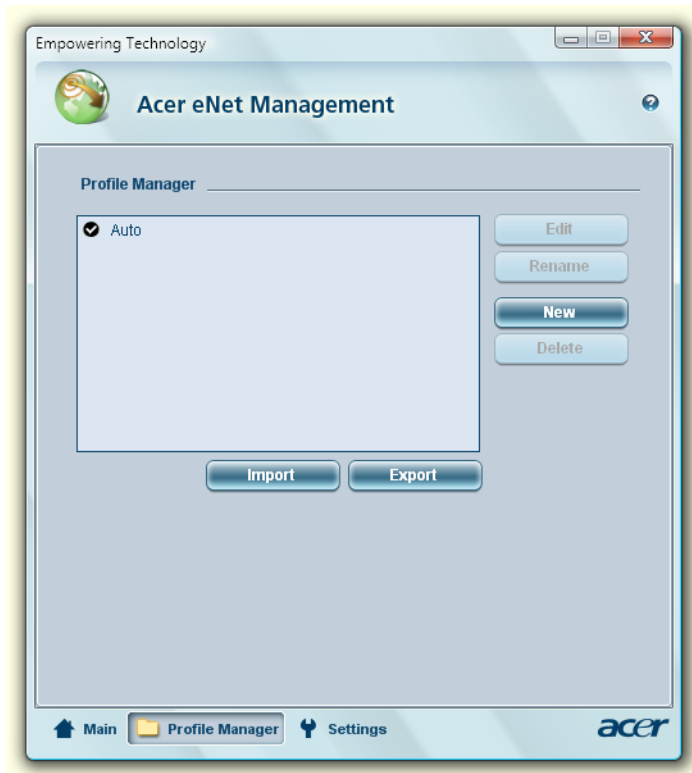 Empowering Technology
Acer eNet Management
Profile Manager
Auto
Edit
Rename
New
Delete
Import
Export
Main
Profile Manager
Settings
acer